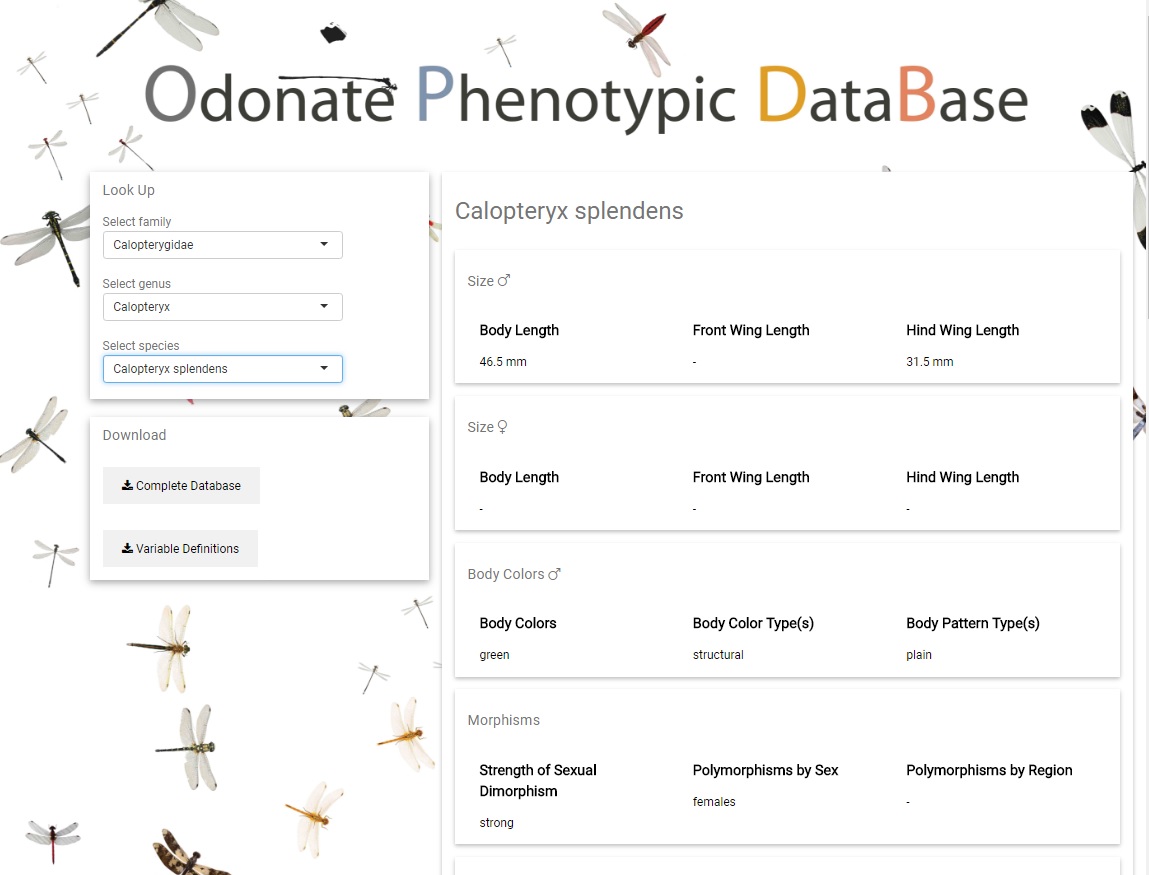 Odonate Phenotypic DataBase
Look Up
Select family
Calopterygidae
Select genus
Calopteryx
Select species
Calopteryx splendens
Download
Complete Database
Variable Definitions
Calopteryx splendens
Size ♂
Body Length Front Wing Length Hind Wing Length
46.5 mm - 31.5 mm
Size ♀
Body Length Front Wing Length Hind Wing Length
- - -
Body Colors ♂
Body Colors Body Color Type(s) Body Pattern Type(s)
green structural plain
Morphisms
Strength of Sexual Dimorphism
strong
Polymorphisms by Sex
females
Polymorphisms by Region
-